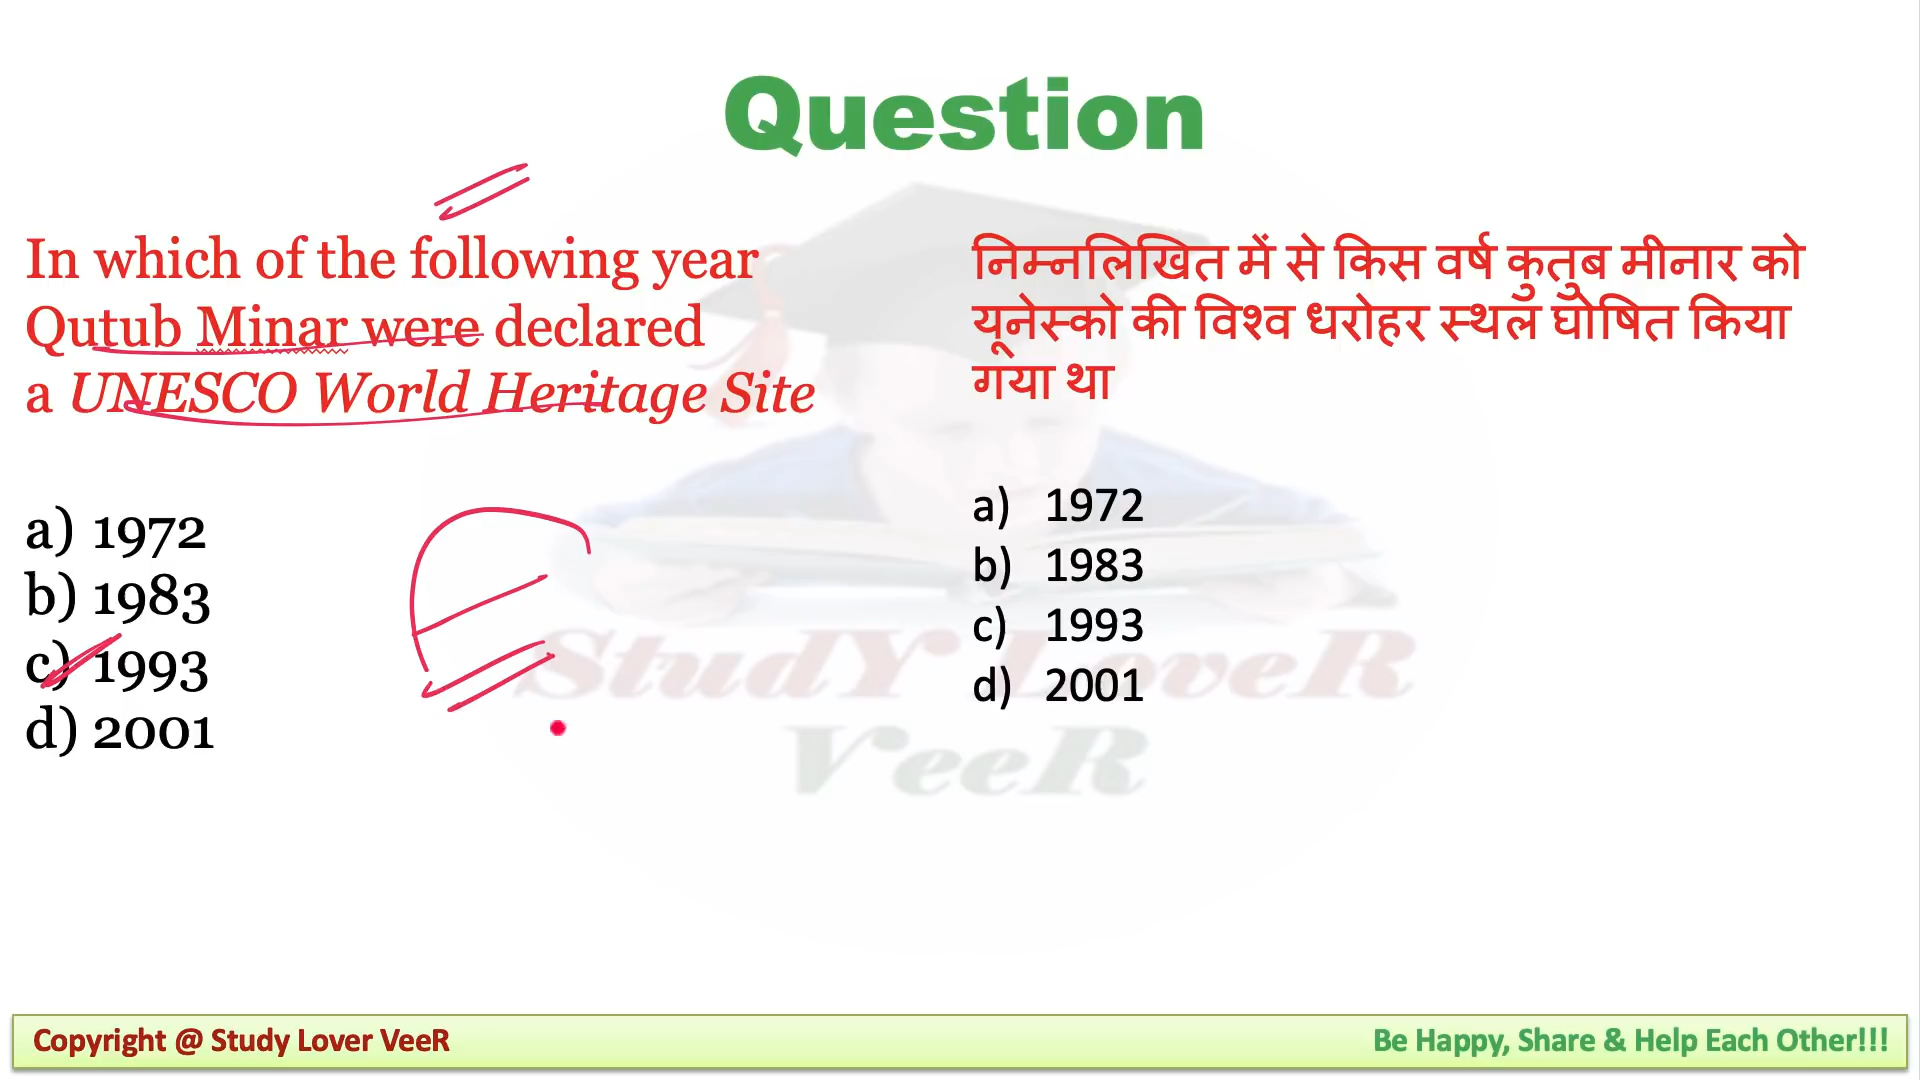 Question
In which of the following year
Qutub Minar were declared
a UNESCO World Heritage Site
a) 1972
b) 1983
c) 1993
d) 2001
निम्नलिखित में से किस वर्ष कुतुब मीनार को
यूनेस्को की विश्व धरोहर स्थल घोषित किया
गया था
a) 1972
b) 1983
c) 1993
d) 2001
StudY LoveR
VeeR
Copyright @ Study Lover VeeR
Be Happy, Share & Help Each Other!!!